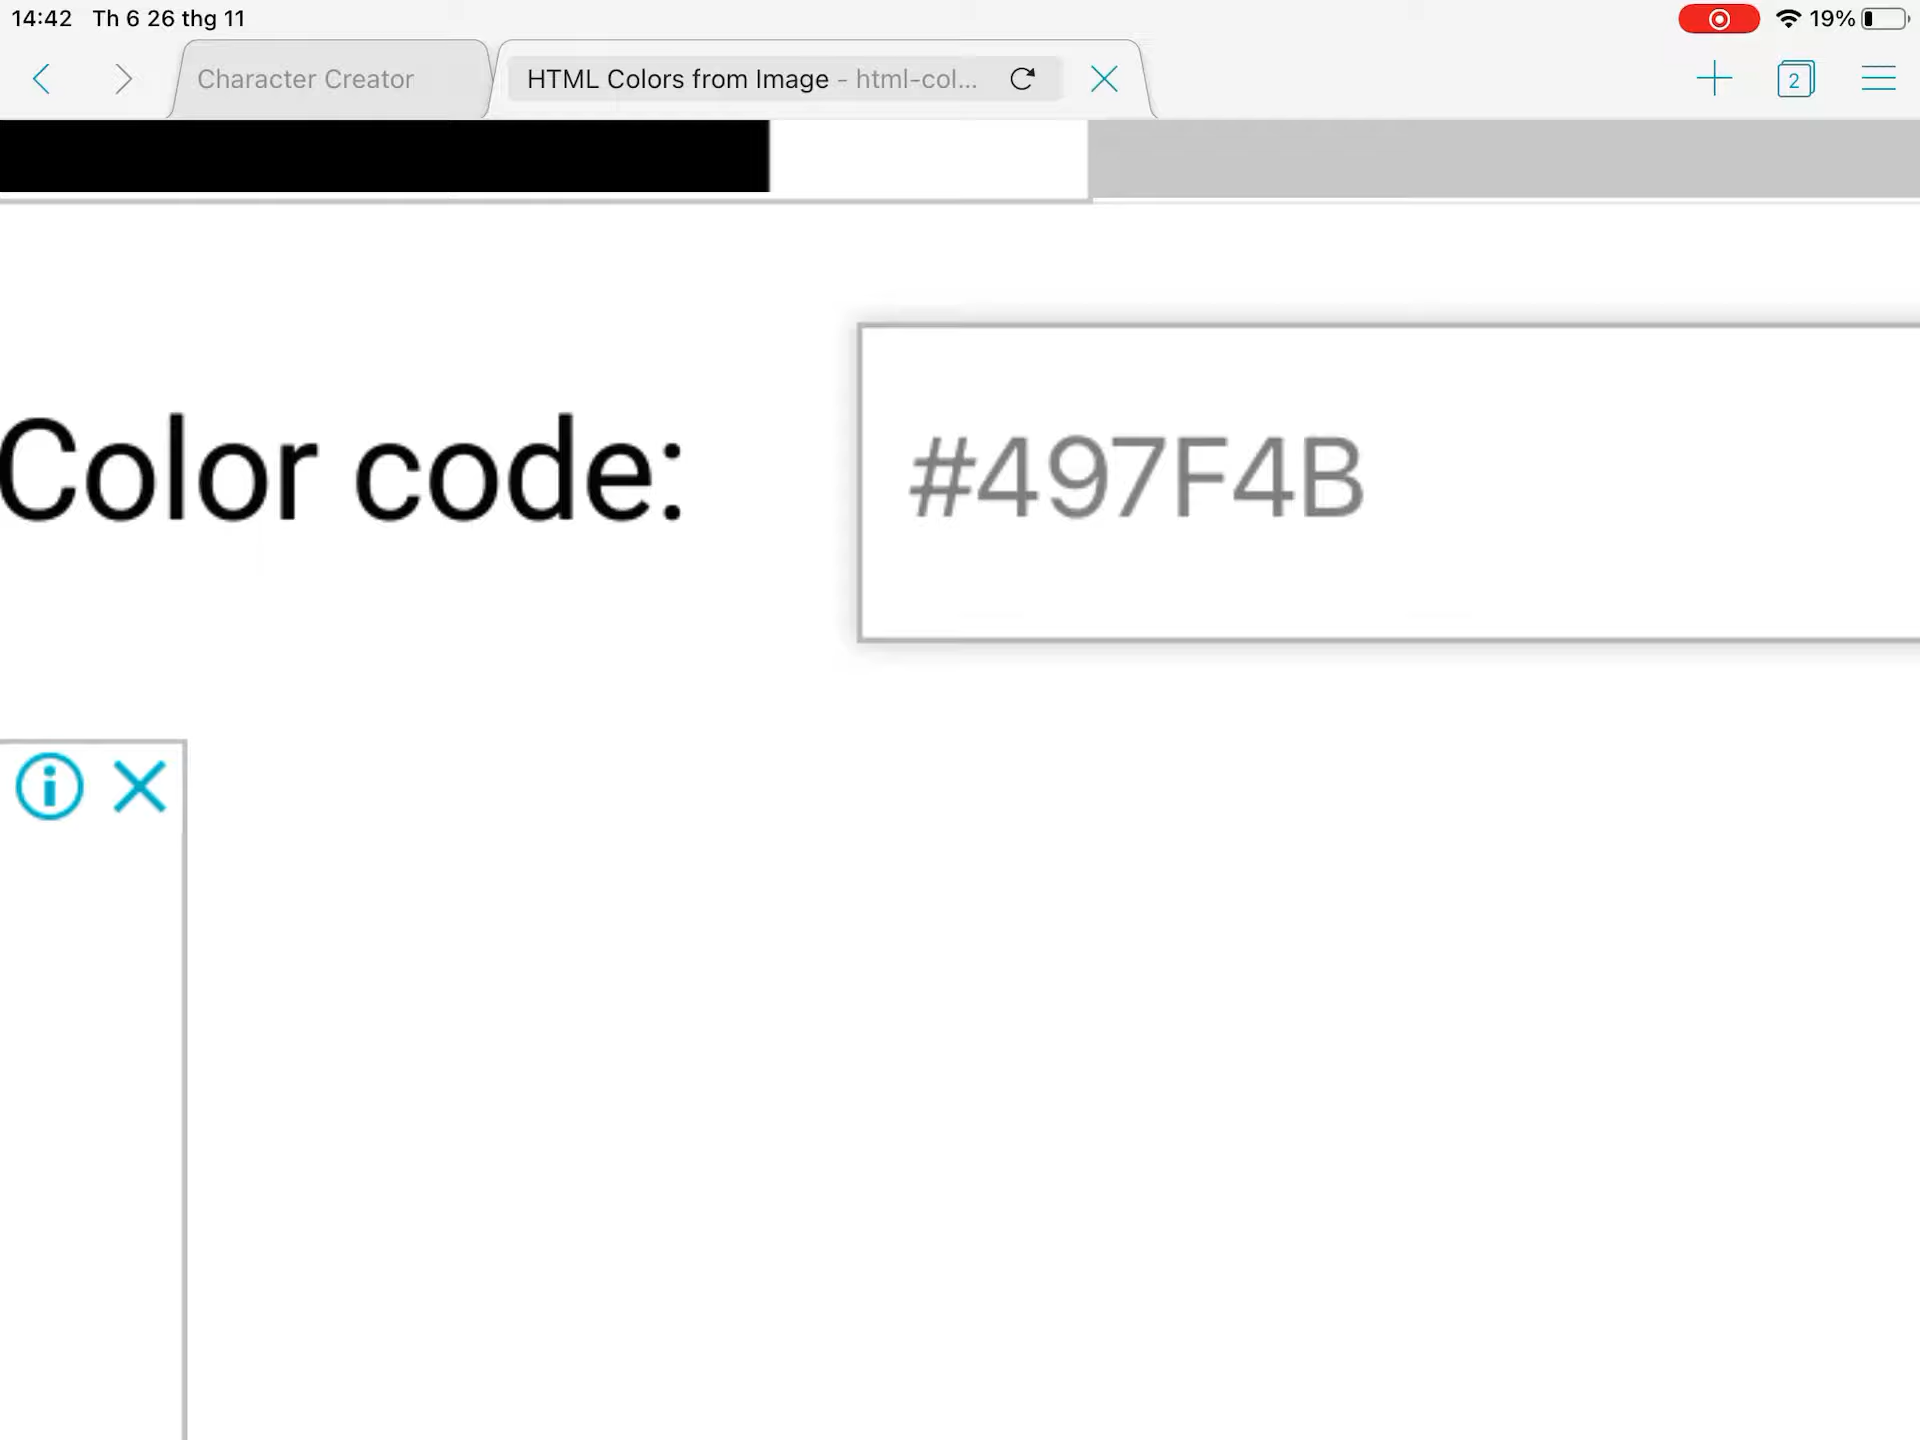 14:42 Th 6 26 thg 11 19%
Character Creator HTML Colors from Image - html-col... 2
Color code: #497F4B